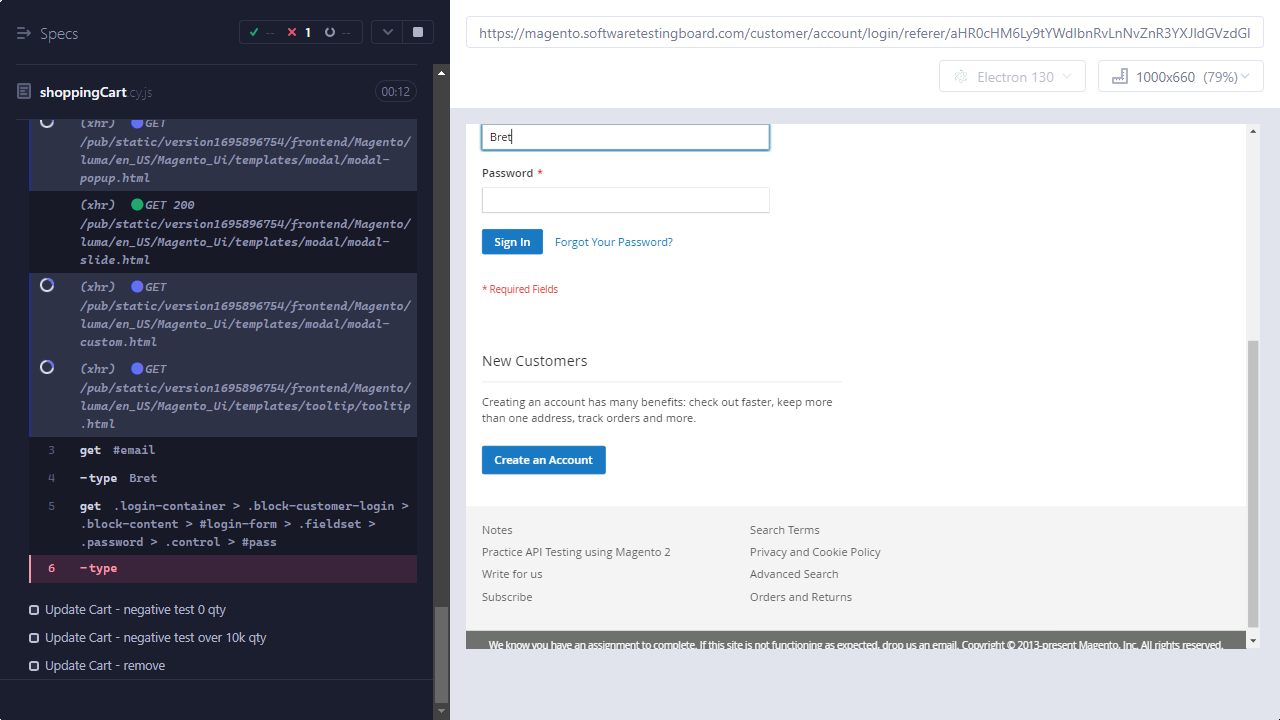 Specs
-- 1 --
shoppingCart.cy.js 00:12
(xhr) GET
/pub/static/version1695896754/frontend/Magento/
luma/en_US/Magento_Ui/templates/modal/modal-
popup.html
(xhr) GET 200
/pub/static/version1695896754/frontend/Magento/
luma/en_US/Magento_Ui/templates/modal/modal-
slide.html
(xhr) GET
/pub/static/version1695896754/frontend/Magento/
luma/en_US/Magento_Ui/templates/modal/modal-
custom.html
(xhr) GET
/pub/static/version1695896754/frontend/Magento/
luma/en_US/Magento_Ui/templates/tooltip/tooltip
.html
3 get #email
4 -type Bret
5 get .login-container > .block-customer-login >
.block-content > #login-form > .fieldset >
.password > .control > #pass
6 -type
Update Cart - negative test 0 qty
Update Cart - negative test over 10k qty
Update Cart - remove
https://magento.softwaretestingboard.com/customer/account/login/referer/aHR0cHM6Ly9tYWdlbnRvLnNvZnR3YXJldGVzdGl
Electron 130
1000x660 (79%)
Bret
Password *
Sign In Forgot Your Password?
* Required Fields
New Customers
Creating an account has many benefits: check out faster, keep more
than one address, track orders and more.
Create an Account
Notes
Practice API Testing using Magento 2
Write for us
Subscribe
Search Terms
Privacy and Cookie Policy
Advanced Search
Orders and Returns
We know you have an assignment to complete. If this site is not functioning as expected, drop us an email. Copyright © 2013-present Magento, Inc. All rights reserved.